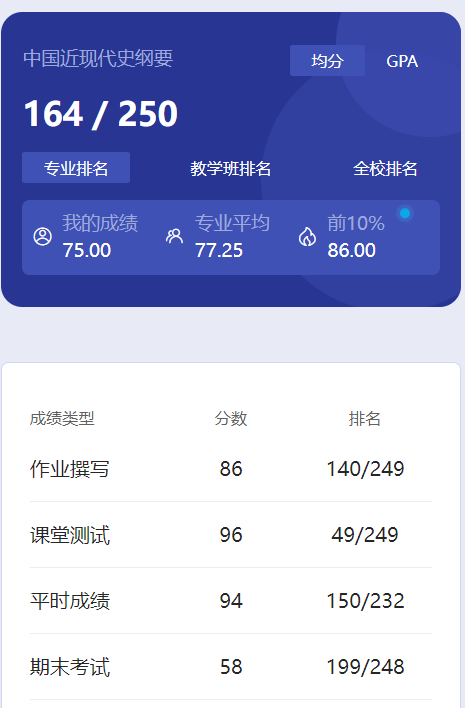 中国近现代史纲要 均分 GPA
164 / 250
专业排名 教学班排名 全校排名
我的成绩 专业平均 前10%
75.00 77.25 86.00
成绩类型 分数 排名
作业撰写 86 140/249
课堂测试 96 49/249
平时成绩 94 150/232
期末考试 58 199/248